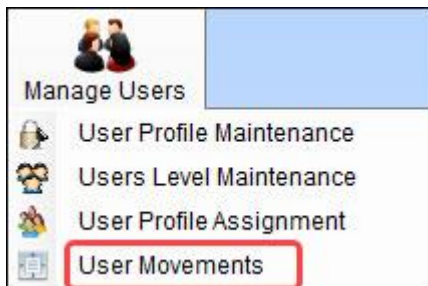 Manage Users
User Profile Maintenance
Users Level Maintenance
User Profile Assignment
User Movements